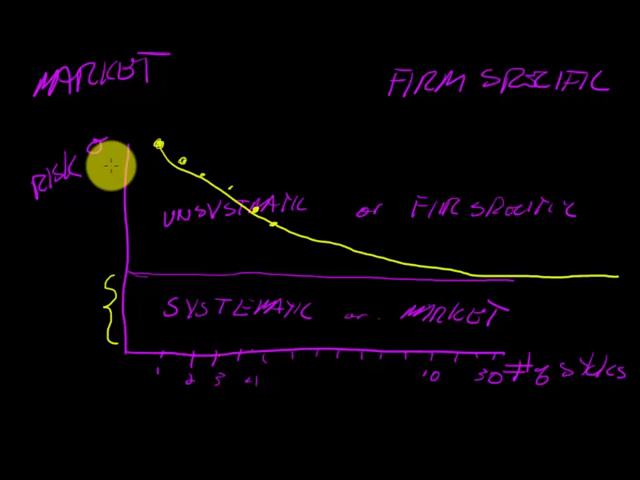 MARKET
FIRM SPECIFIC
RISK σ
UNSYSTEMATIC or FIRM SPECIFIC
SYSTEMATIC or MARKET
1 2 3 4 10 30 # of stocks